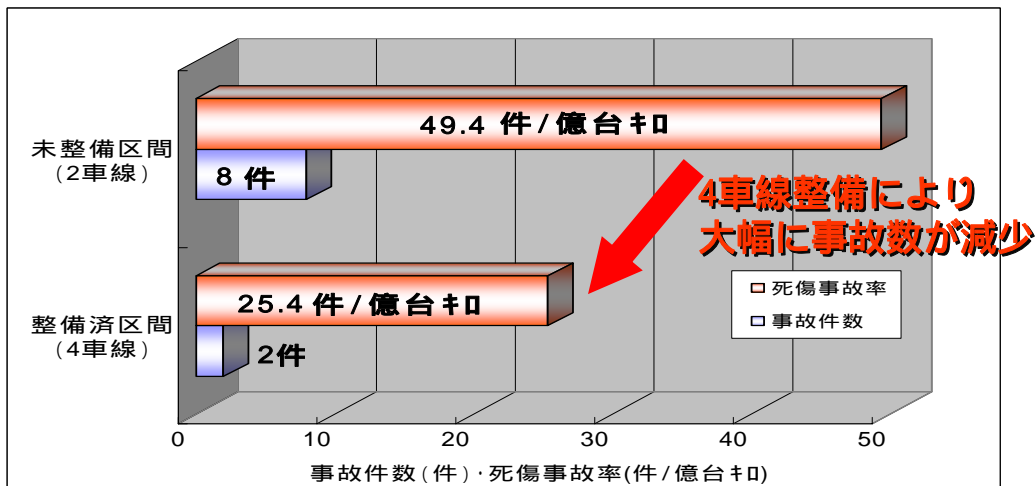 未整備区間
(2車線)
49.4 件/億台ｷﾛ
8 件
4車線整備により
大幅に事故数が減少
整備済区間
(4車線)
25.4 件/億台ｷﾛ
2件
死傷事故率
事故件数
0 10 20 30 40 50
事故件数(件)･死傷事故率(件/億台ｷﾛ)